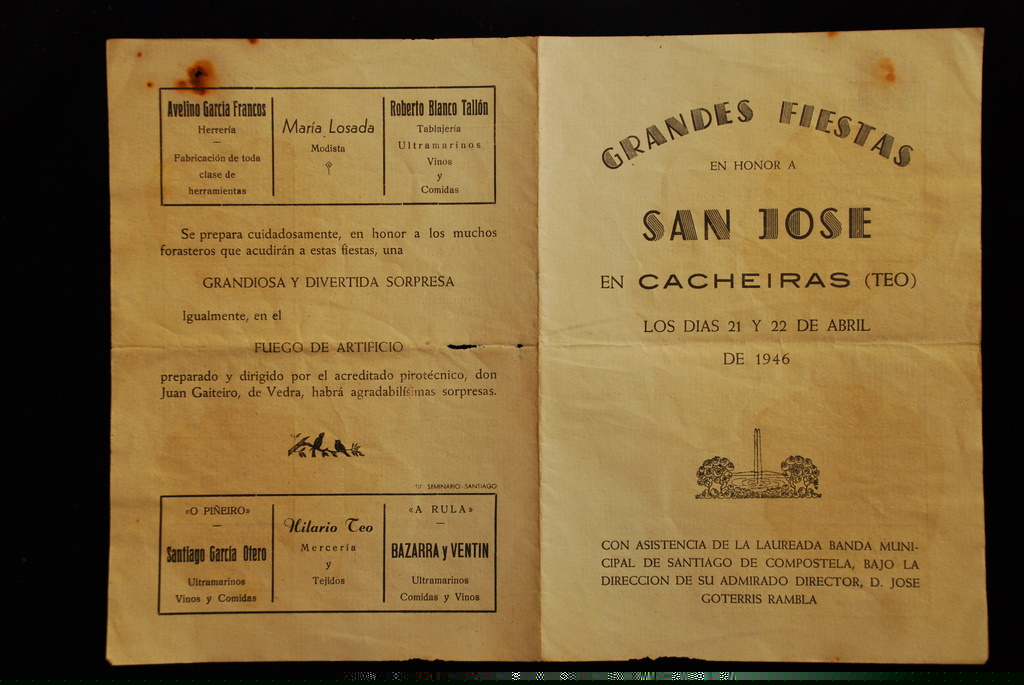 Avelino García Francos
Herrería
Fabricación de toda
clase de
herramientas
María Losada
Modista
Roberto Blanco Tallón
Tablajería
Ultramarinos
Vinos
y
Comidas
Se prepara cuidadosamente, en honor a los muchos
forasteros que acudirán a estas fiestas, una
GRANDIOSA Y DIVERTIDA SORPRESA
Igualmente, en el
FUEGO DE ARTIFICIO
preparado y dirigido por el acreditado pirotécnico, don
Juan Gaiteiro, de Vedra, habrá agradabilísimas sorpresas.
SEMINARIO-SANTIAGO
«O PIÑEIRO»
Santiago García Otero
Ultramarinos
Vinos y Comidas
Hilario Teo
Mercería
y
Tejidos
«A RULA»
BAZARRA y VENTIN
Ultramarinos
Comidas y Vinos
GRANDES FIESTAS
EN HONOR A
SAN JOSE
EN CACHEIRAS (TEO)
LOS DIAS 21 Y 22 DE ABRIL
DE 1946
CON ASISTENCIA DE LA LAUREADA BANDA MUNI-
CIPAL DE SANTIAGO DE COMPOSTELA, BAJO LA
DIRECCION DE SU ADMIRADO DIRECTOR, D. JOSE
GOTERRIS RAMBLA